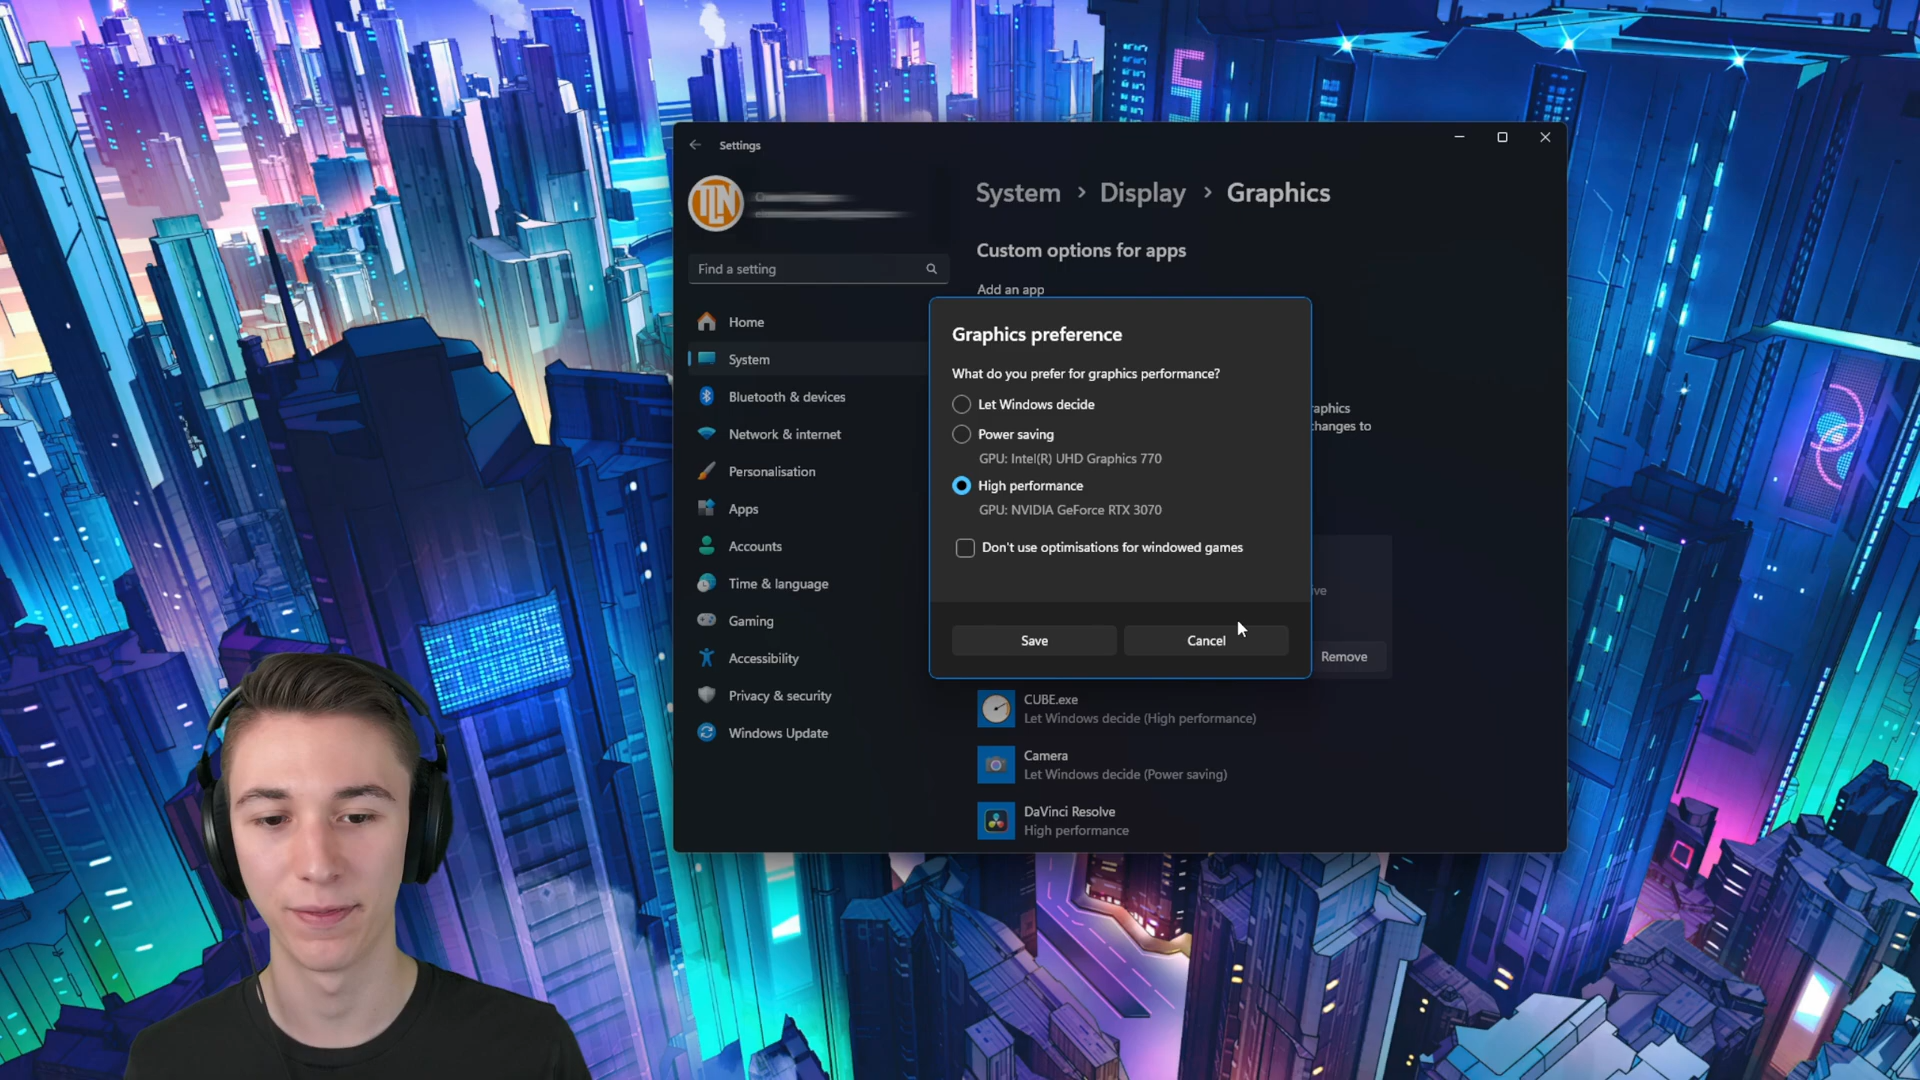 5
Settings
TLN
System > Display > Graphics
Custom options for apps
Find a setting
Add an app
Home
System
Bluetooth & devices
Network & internet
Personalisation
Apps
Accounts
Time & language
Gaming
Accessibility
Privacy & security
Windows Update
Graphics preference
What do you prefer for graphics performance?
Let Windows decide
Power saving
GPU: Intel(R) UHD Graphics 770
High performance
GPU: NVIDIA GeForce RTX 3070
Don't use optimisations for windowed games
Save
Cancel
raphics
hanges to
ive
Remove
CUBE.exe
Let Windows decide (High performance)
Camera
Let Windows decide (Power saving)
DaVinci Resolve
High performance